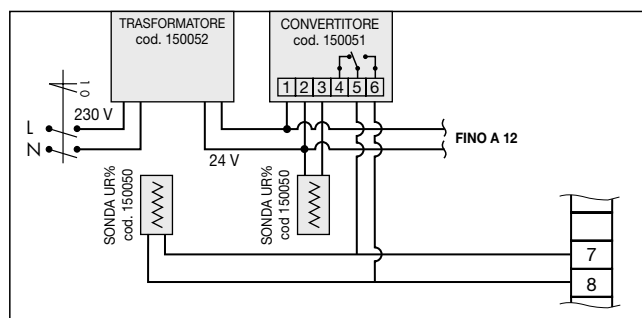 TRASFORMATORE
cod. 150052
CONVERTITORE
cod. 150051
1 2 3 4 5 6
I 0
230 V
L
N
24 V
FINO A 12
SONDA UR%
cod. 150050
SONDA UR%
cod 150050
7
8